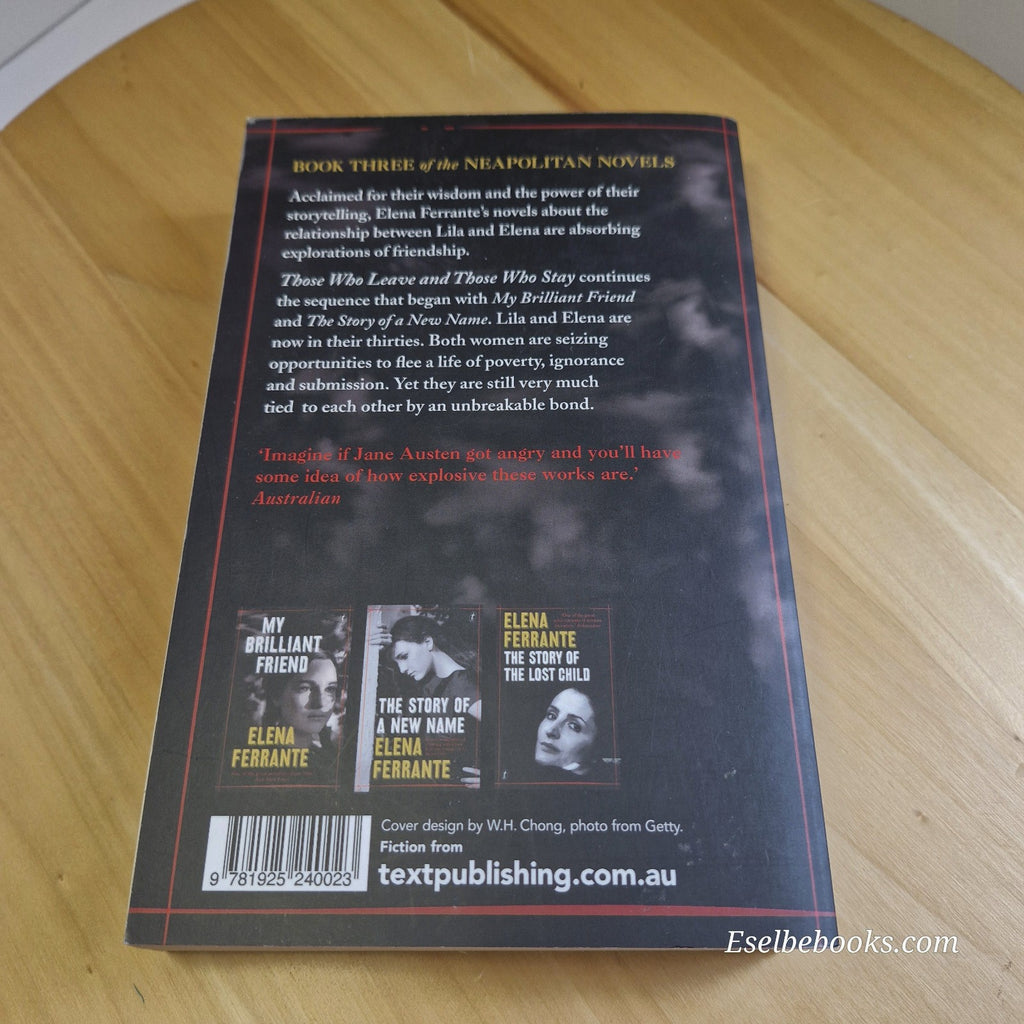 BOOK THREE of the NEAPOLITAN NOVELS
Acclaimed for their wisdom and the power of their
storytelling, Elena Ferrante's novels about the
relationship between Lila and Elena are absorbing
explorations of friendship.
Those Who Leave and Those Who Stay continues
the sequence that began with My Brilliant Friend
and The Story of a New Name. Lila and Elena are
now in their thirties. Both women are seizing
opportunities to flee a life of poverty, ignorance
and submission. Yet they are still very much
tied to each other by an unbreakable bond.
‘Imagine if Jane Austen got angry and you'll have
some idea of how explosive these works are.’
Australian
MY
BRILLIANT
FRIEND
ELENA
FERRANTE
THE STORY OF
A NEW NAME
ELENA
FERRANTE
ELENA
FERRANTE
THE STORY OF
THE LOST CHILD
9 781925 240023
Cover design by W.H. Chong, photo from Getty.
Fiction from
textpublishing.com.au
Eselbebooks.com